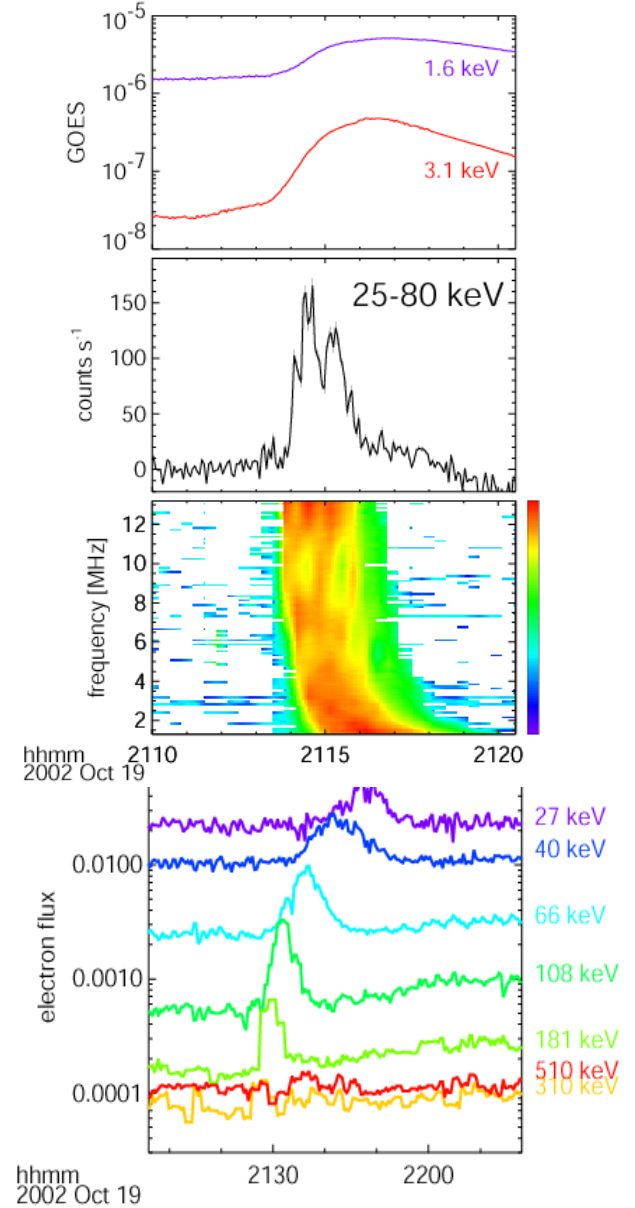 10^-5
10^-6
10^-7
10^-8
GOES
1.6 keV
3.1 keV
150
100
50
0
counts s^-1
25-80 keV
12
10
8
6
4
2
frequency [MHz]
2110 2115 2120
hhmm
2002 Oct 19
0.0100
0.0010
0.0001
electron flux
27 keV
40 keV
66 keV
108 keV
181 keV
510 keV
310 keV
2130 2200
hhmm
2002 Oct 19